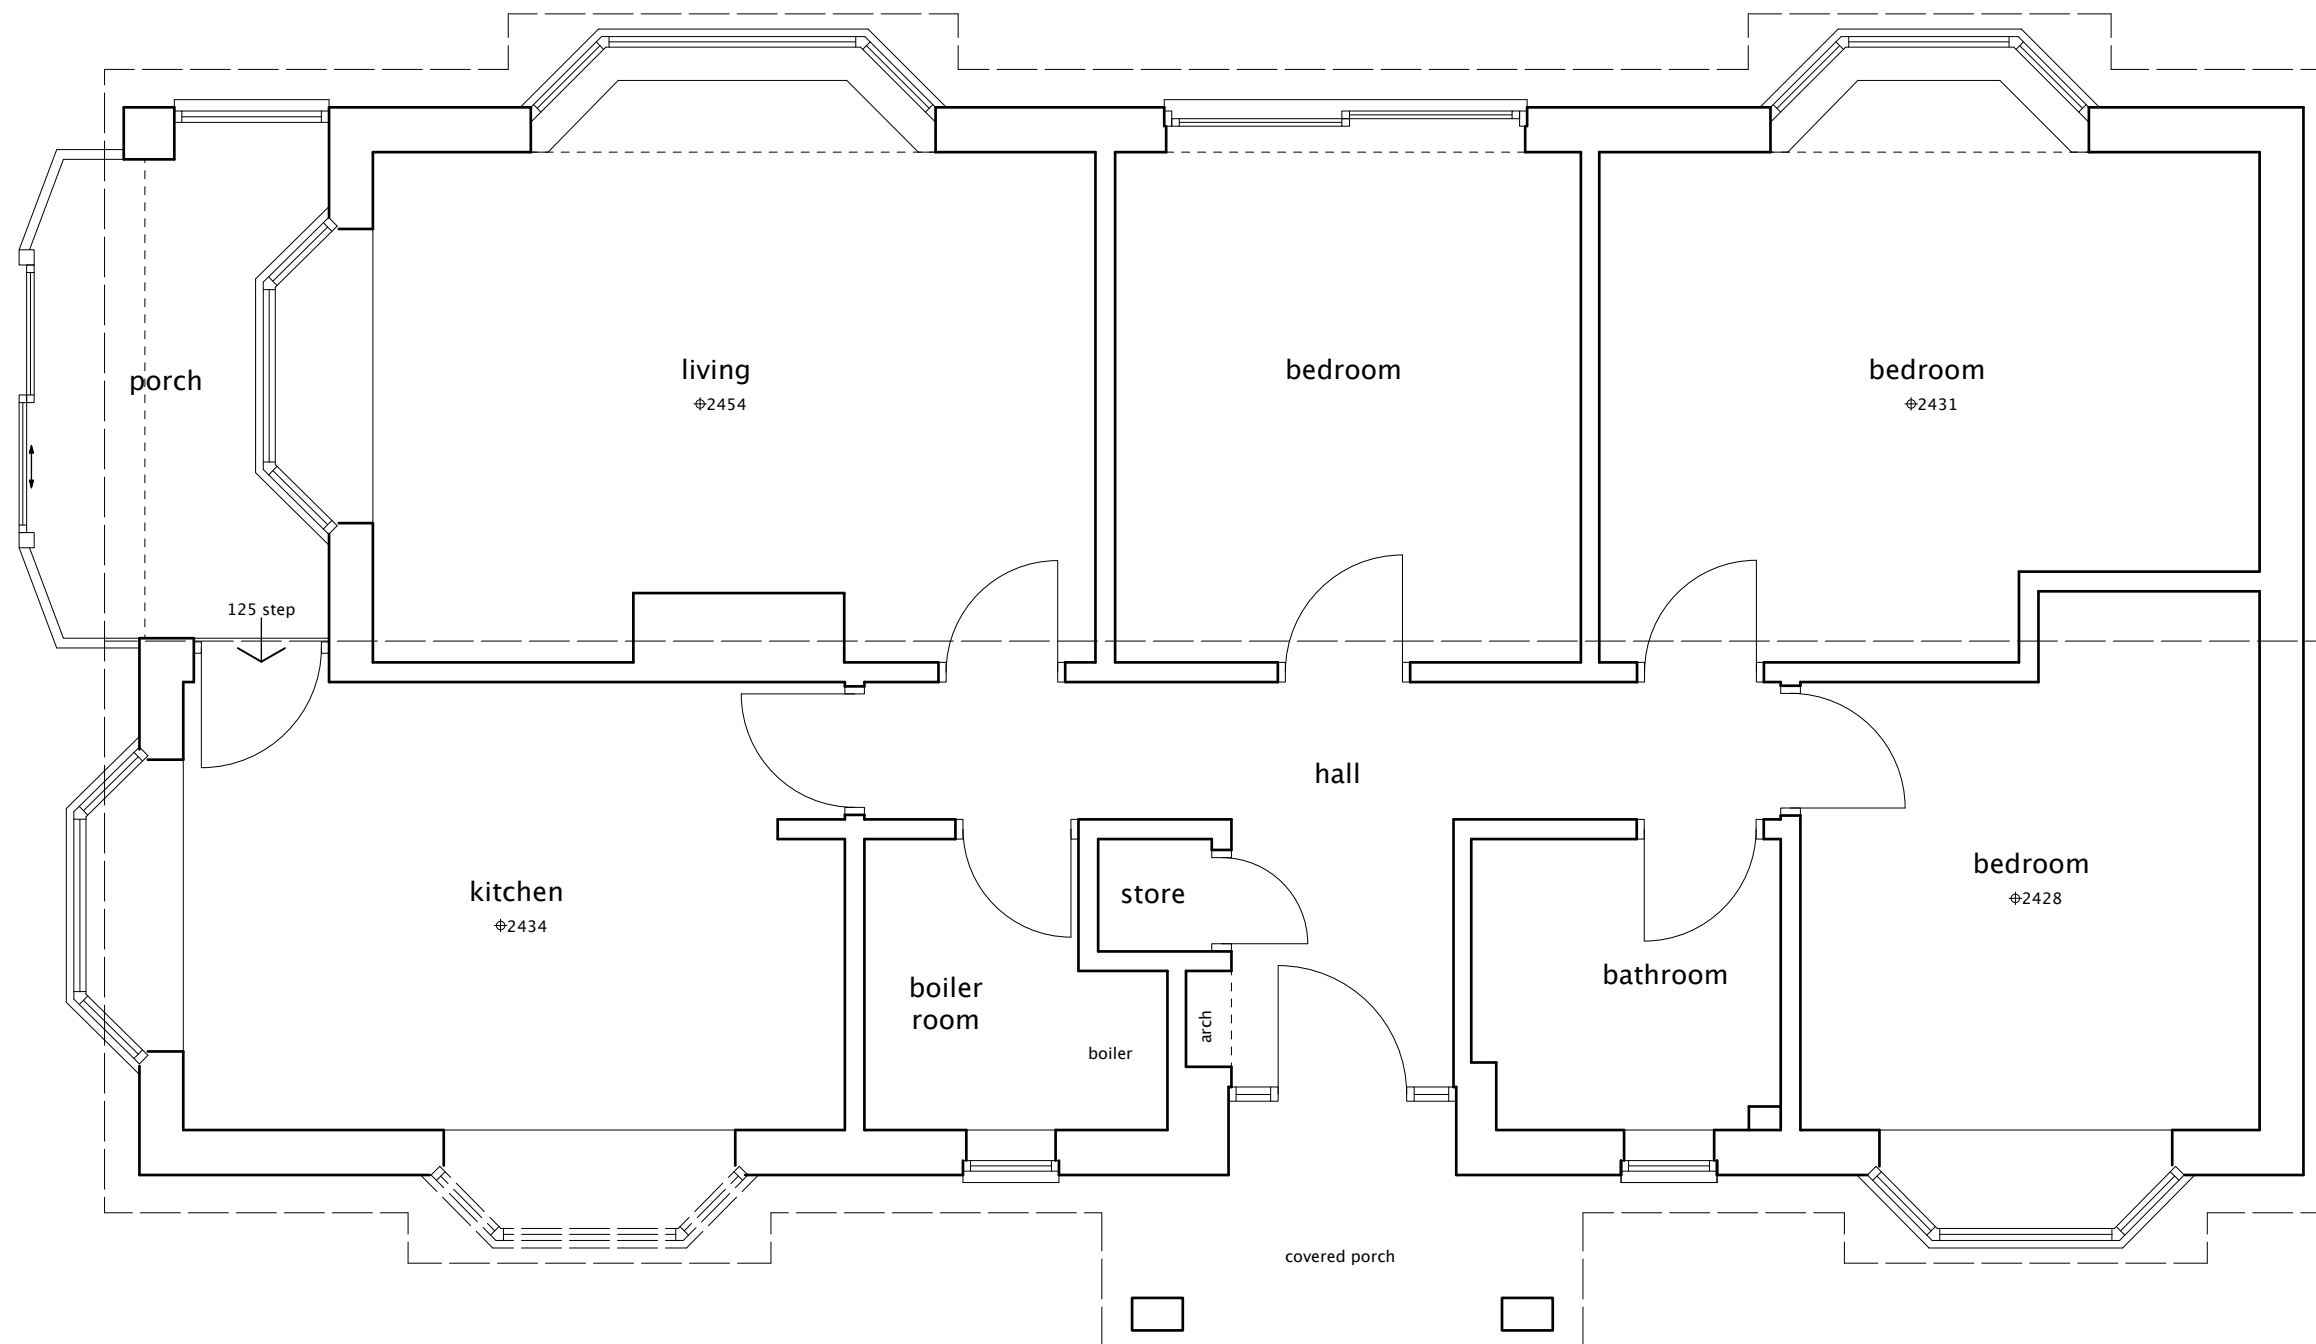 living
⌖2454
bedroom
bedroom
⌖2431
porch
125 step
hall
kitchen
⌖2434
store
bedroom
⌖2428
boiler
room
bathroom
arch
boiler
covered porch